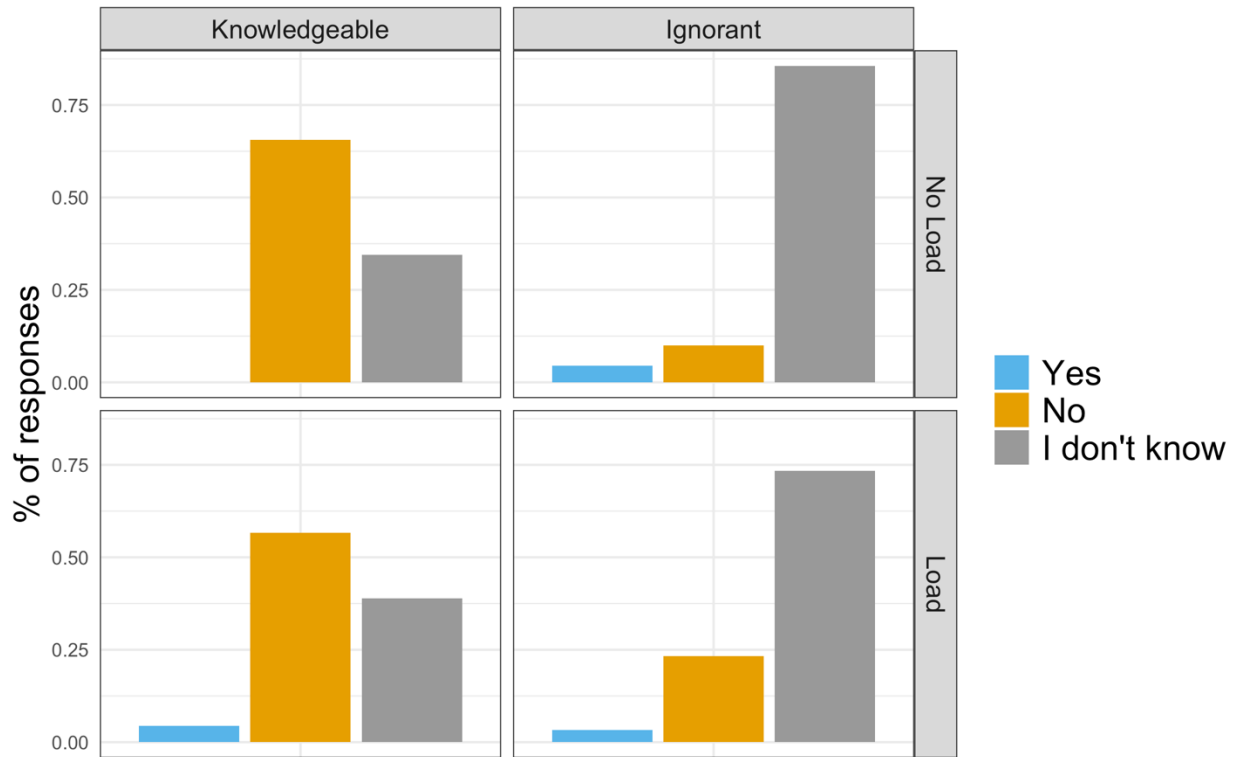 Knowledgeable
Ignorant
% of responses
0.75
0.50
0.25
0.00
No Load
0.75
0.50
0.25
0.00
Load
Yes
No
I don't know